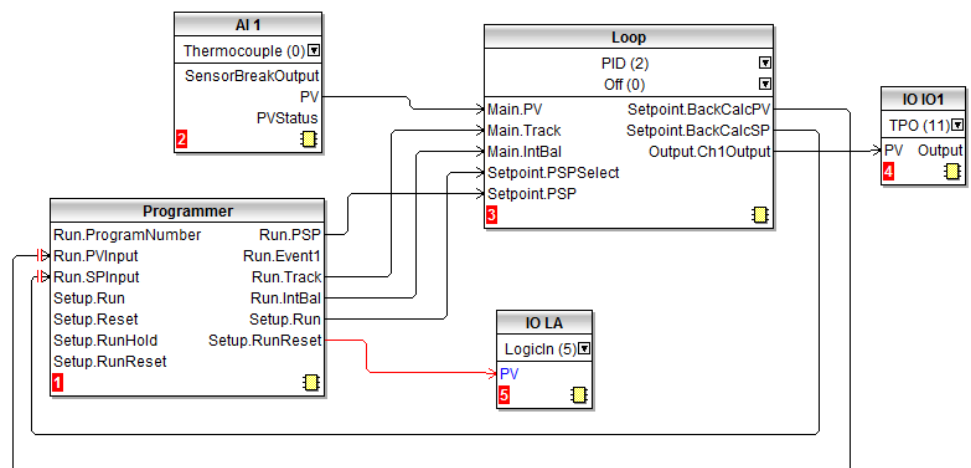 AI 1
Thermocouple (0)
SensorBreakOutput
PV
PVStatus
2
Loop
PID (2)
Off (0)
Main.PV Setpoint.BackCalcPV
Main.Track Setpoint.BackCalcSP
Main.IntBal Output.Ch1Output
Setpoint.PSPSelect
Setpoint.PSP
3
IO IO1
TPO (11)
PV Output
4
Programmer
Run.ProgramNumber Run.PSP
Run.PVInput Run.Event1
Run.SPInput Run.Track
Setup.Run Run.IntBal
Setup.Reset Setup.Run
Setup.RunHold Setup.RunReset
Setup.RunReset
1
IO LA
LogicIn (5)
PV
5